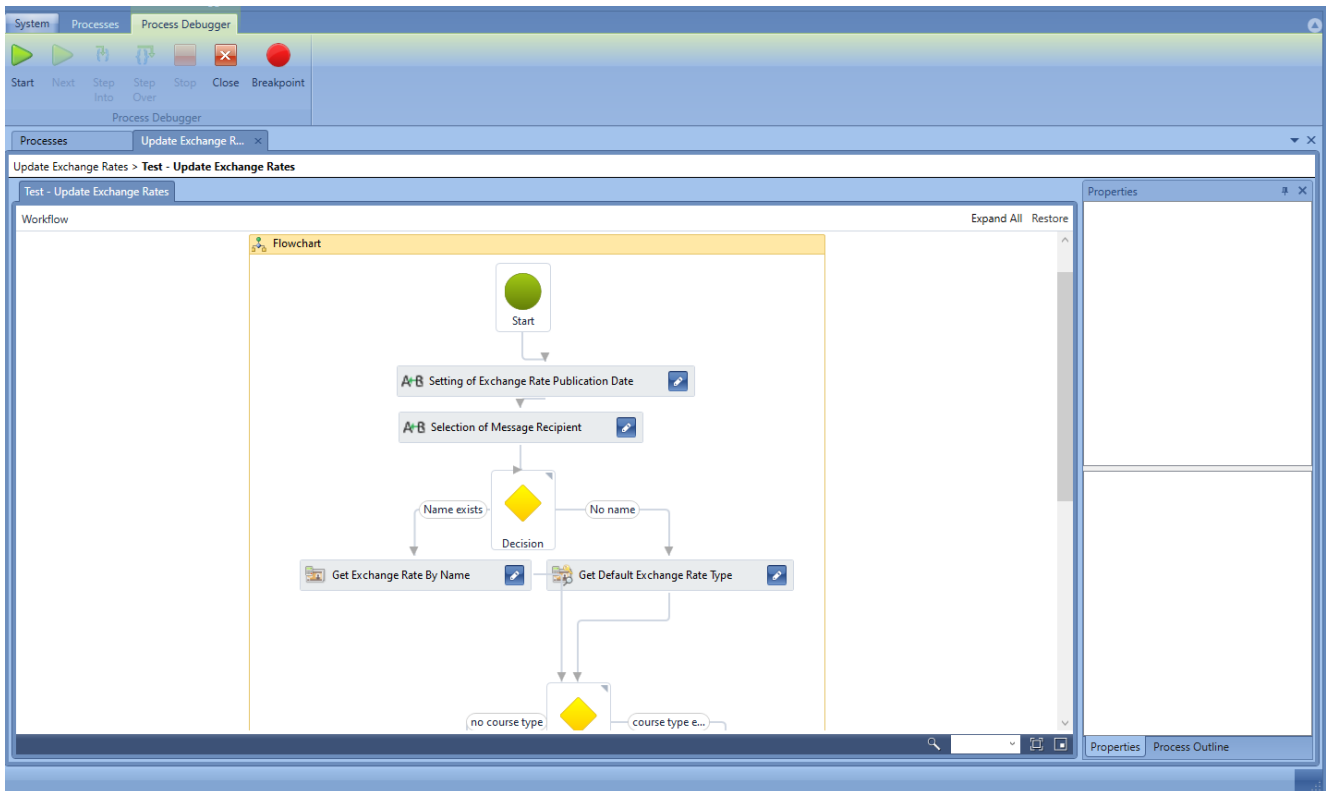 System Processes Process Debugger
Start Next Step Into Step Over Stop Close Breakpoint
Process Debugger
Processes Update Exchange R...
Update Exchange Rates > Test - Update Exchange Rates
Test - Update Exchange Rates
Properties
Workflow
Expand All Restore
Flowchart
Start
A+B Setting of Exchange Rate Publication Date
A+B Selection of Message Recipient
Name exists
No name
Decision
Get Exchange Rate By Name
Get Default Exchange Rate Type
no course type
course type e...
Properties Process Outline